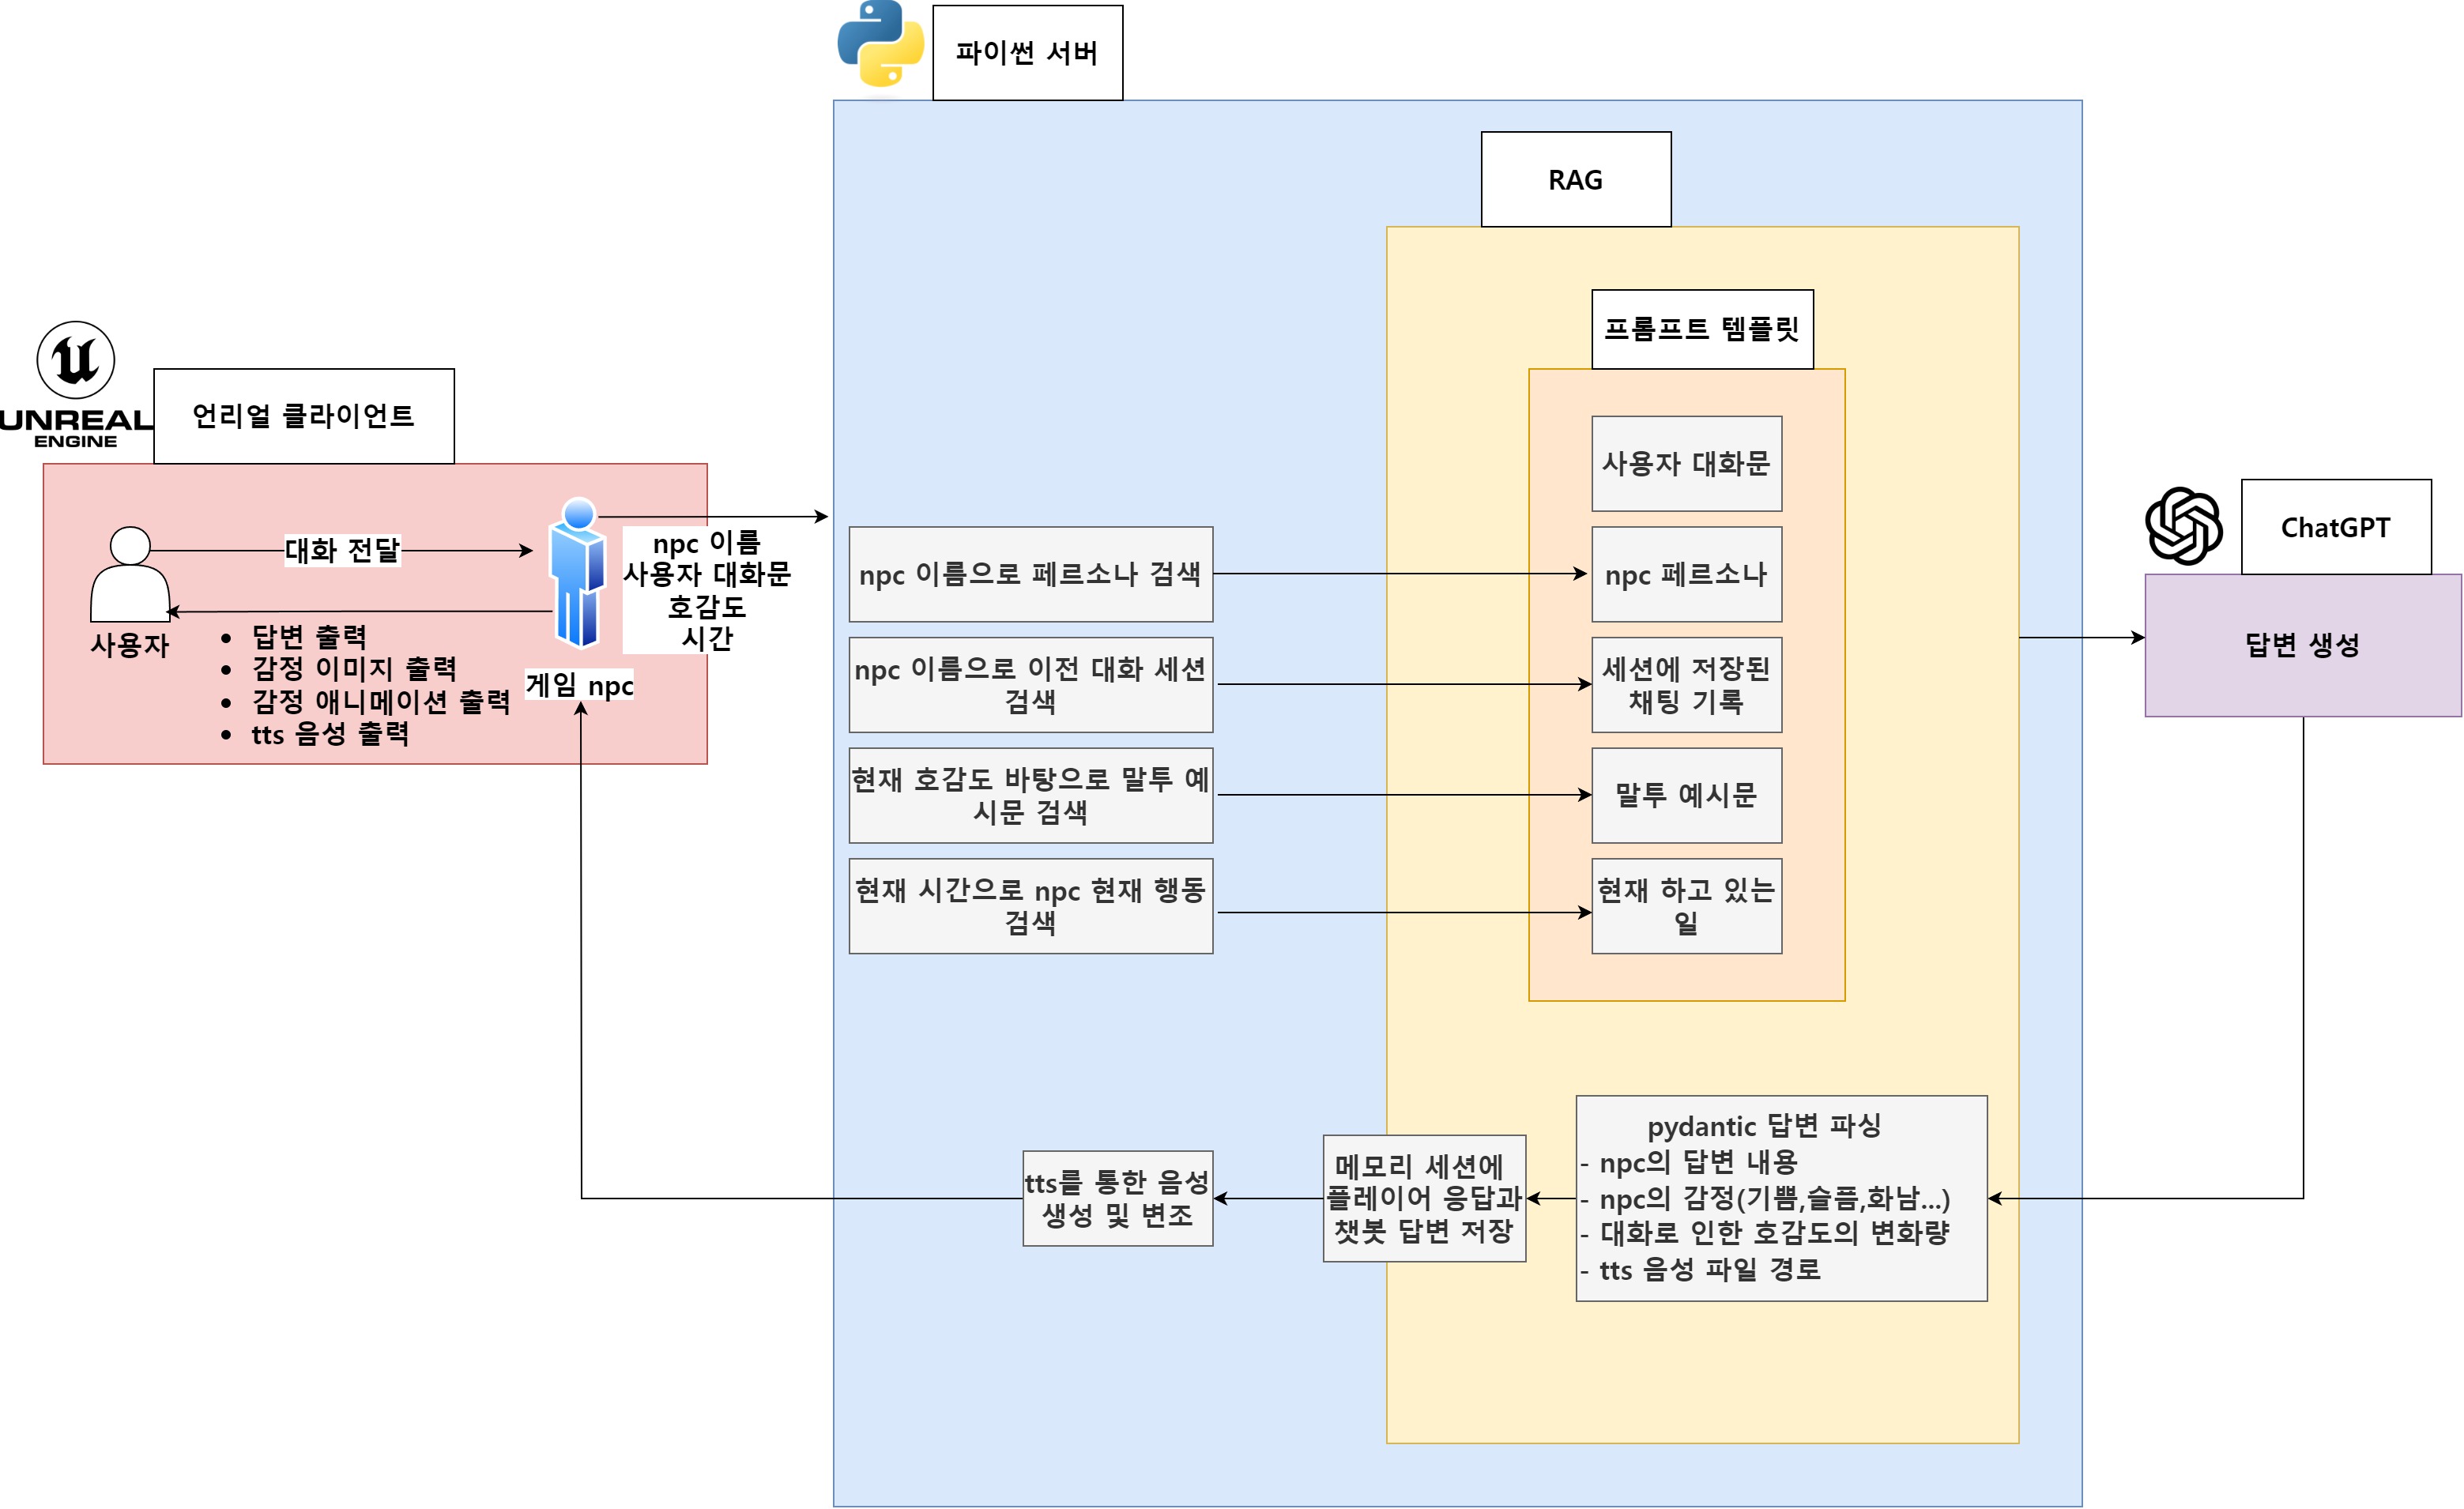 파이썬 서버
RAG
프롬프트 템플릿
UNREAL
ENGINE
언리얼 클라이언트
대화 전달
사용자
• 답변 출력
• 감정 이미지 출력
• 감정 애니메이션 출력
• tts 음성 출력
게임 npc
npc 이름
사용자 대화문
호감도
시간
npc 이름으로 페르소나 검색
npc 이름으로 이전 대화 세션
검색
현재 호감도 바탕으로 말투 예
시문 검색
현재 시간으로 npc 현재 행동
검색
사용자 대화문
npc 페르소나
세션에 저장된
채팅 기록
말투 예시문
현재 하고 있는
일
ChatGPT
답변 생성
pydantic 답변 파싱
- npc의 답변 내용
- npc의 감정(기쁨,슬픔,화남...)
- 대화로 인한 호감도의 변화량
- tts 음성 파일 경로
메모리 세션에
플레이어 응답과
챗봇 답변 저장
tts를 통한 음성
생성 및 변조